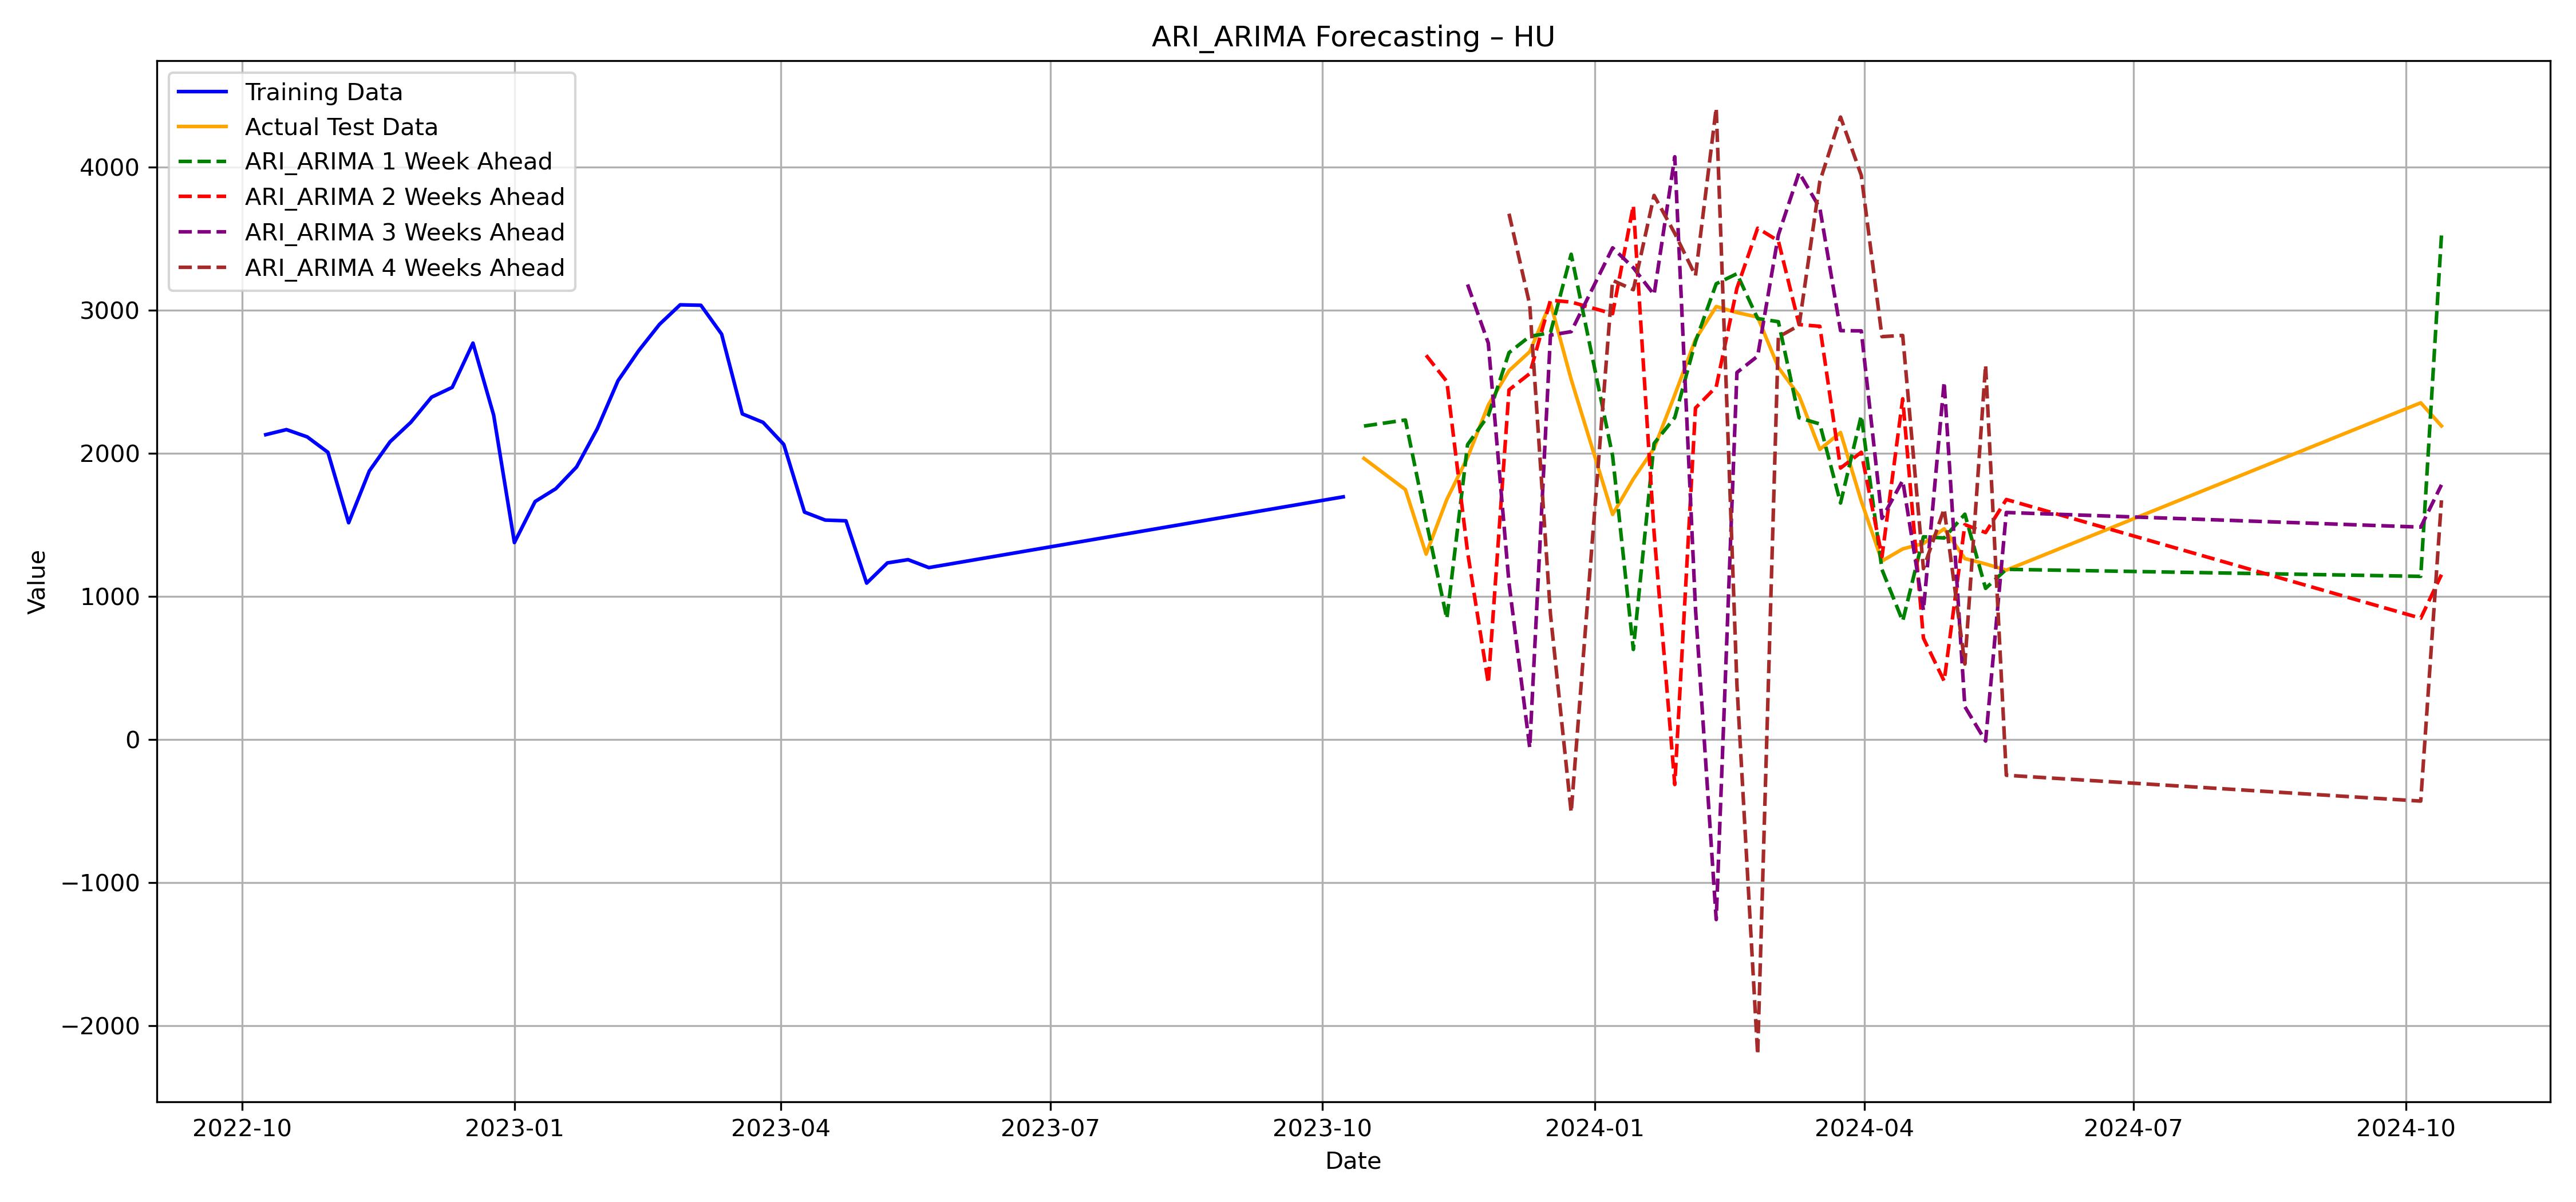 ARI_ARIMA Forecasting – HU
Training Data
Actual Test Data
ARI_ARIMA 1 Week Ahead
ARI_ARIMA 2 Weeks Ahead
ARI_ARIMA 3 Weeks Ahead
ARI_ARIMA 4 Weeks Ahead
Value
4000
3000
2000
1000
0
−1000
−2000
2022-10
2023-01
2023-04
2023-07
2023-10
2024-01
2024-04
2024-07
2024-10
Date